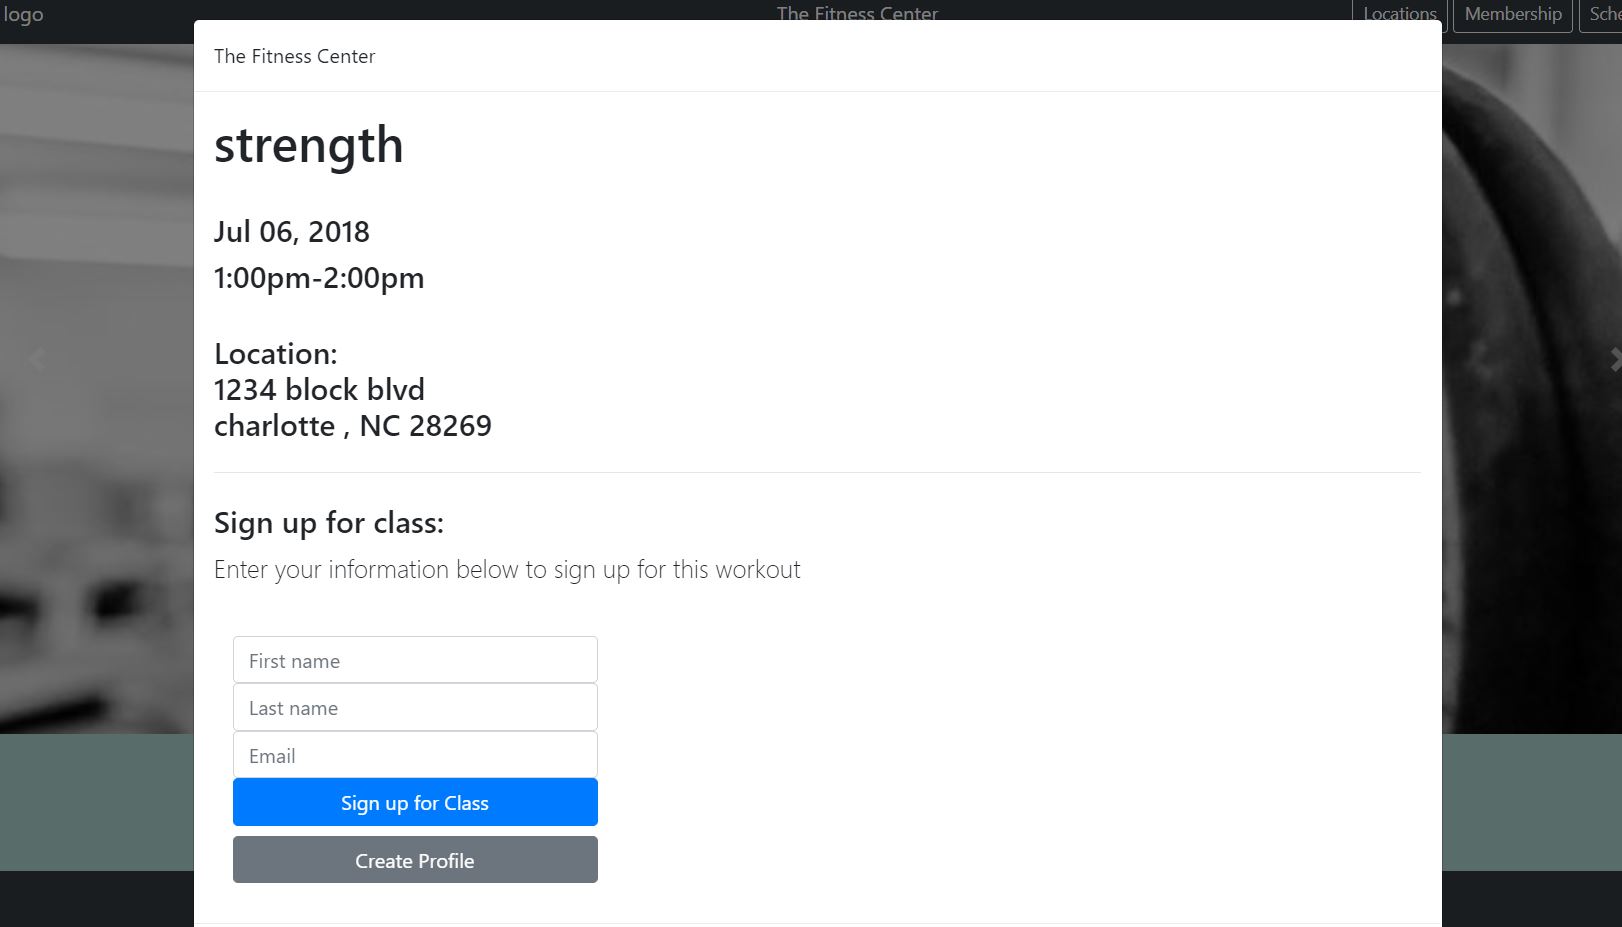 logo
The Fitness Center
Locations
Membership
Sche
The Fitness Center
strength
Jul 06, 2018
1:00pm-2:00pm
Location:
1234 block blvd
charlotte , NC 28269
Sign up for class:
Enter your information below to sign up for this workout
First name
Last name
Email
Sign up for Class
Create Profile